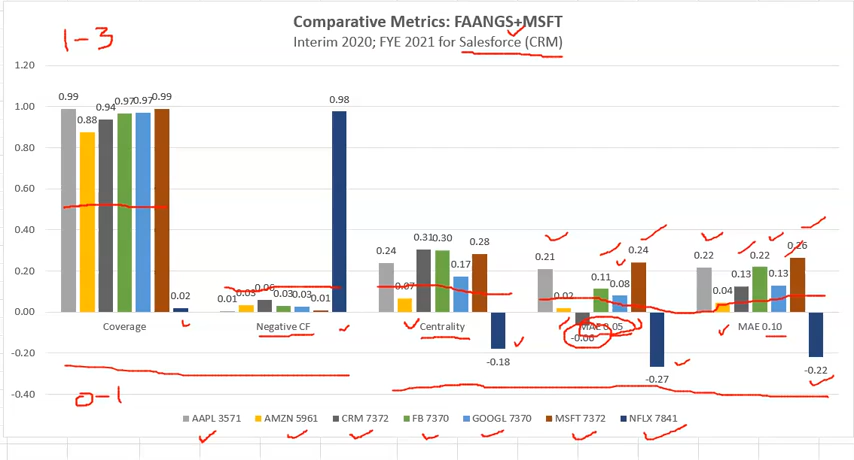 Comparative Metrics: FAANGS+MSFT
1-3
Interim 2020; FYE 2021 for Salesforce (CRM)
1.20
1.00
0.80
0.60
0.40
0.20
0.00
-0.20
-0.40
0.99 0.88 0.94 0.97 0.97 0.99 0.02
0.01 0.03 0.06 0.03 0.03 0.01 0.98
0.24 0.07 0.31 0.30 0.17 0.28 -0.18
0.21 0.02 -0.06 0.11 0.08 0.24 -0.27
0.22 0.04 0.13 0.22 0.13 0.26 -0.22
Coverage Negative CF Centrality MAE 0.05 MAE 0.10
0-1
AAPL 3571 AMZN 5961 CRM 7372 FB 7370 GOOGL 7370 MSFT 7372 NFLX 7841